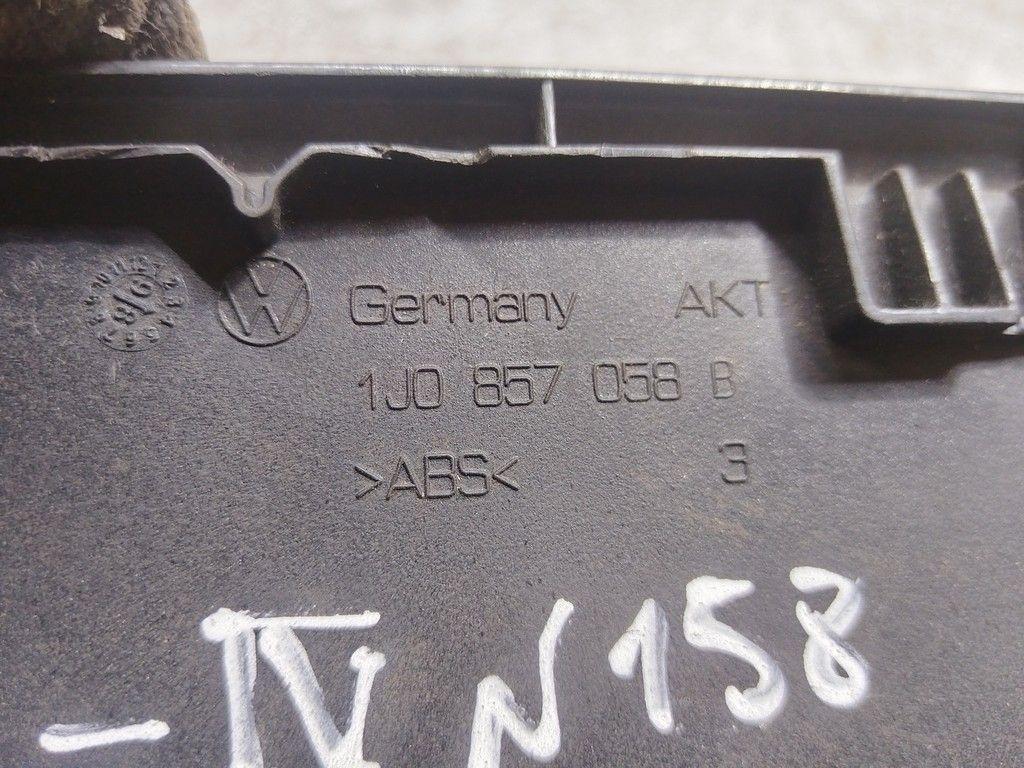 Germany AKT
1J0 857 058 B
>ABS< 3
-IV N 158